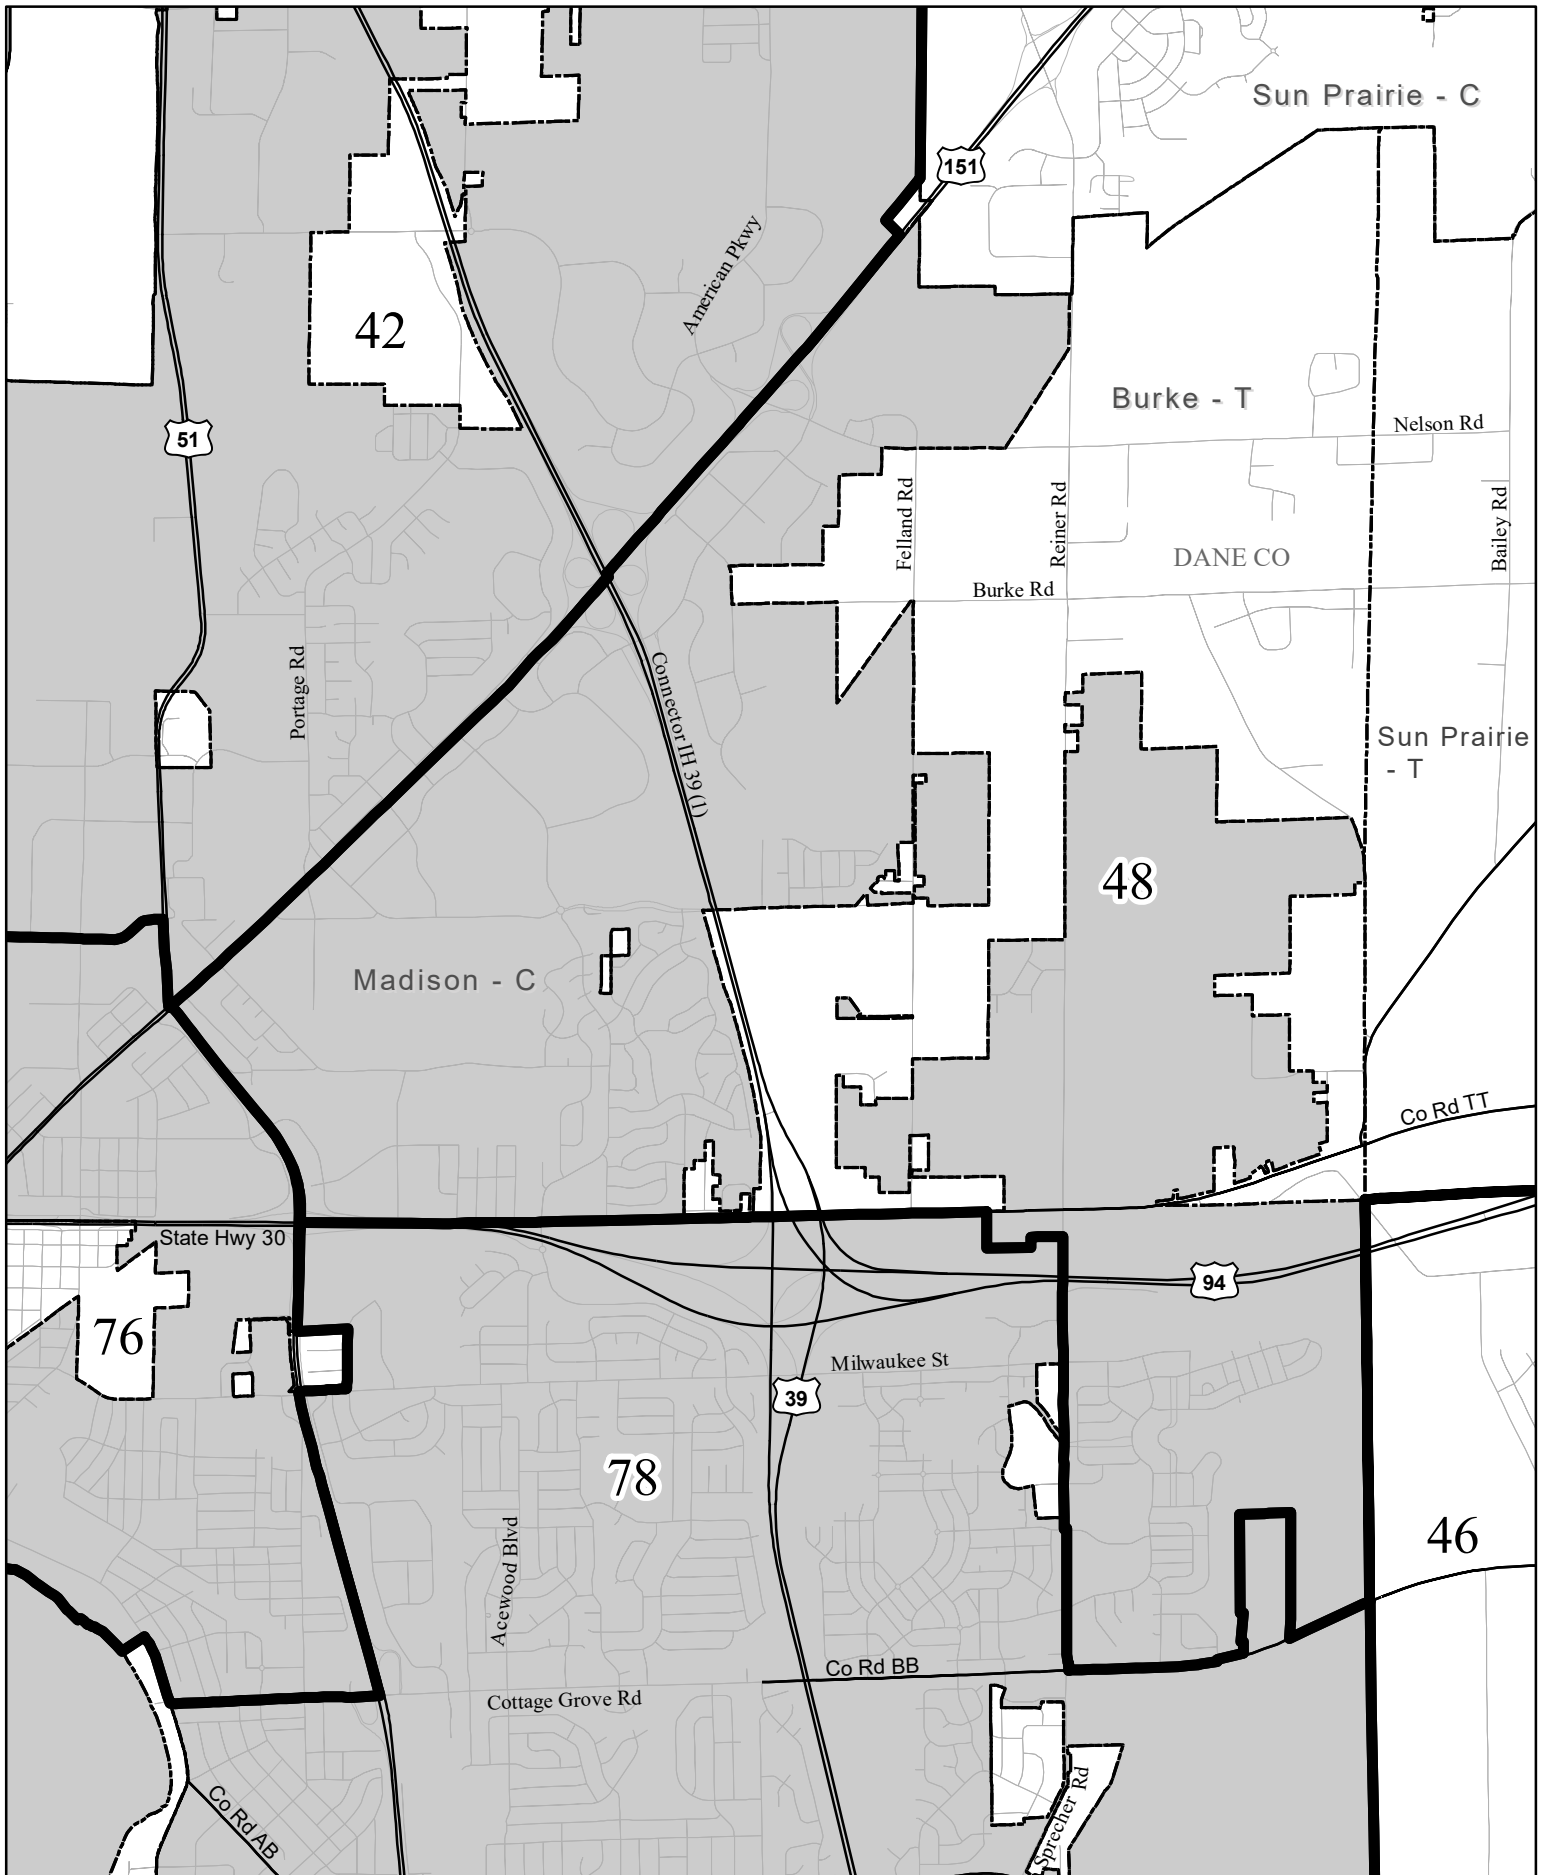 Sun Prairie - C
151
American Pkwy
42
Burke - T
Nelson Rd
51
Felland Rd
Reiner Rd
Bailey Rd
DANE CO
Burke Rd
Portage Rd
Connector IH 39 (1)
Sun Prairie
- T
48
Madison - C
Co Rd TT
State Hwy 30
94
76
Milwaukee St
39
78
46
Acewood Blvd
Co Rd BB
Cottage Grove Rd
Sprecher Rd
Co Rd AB